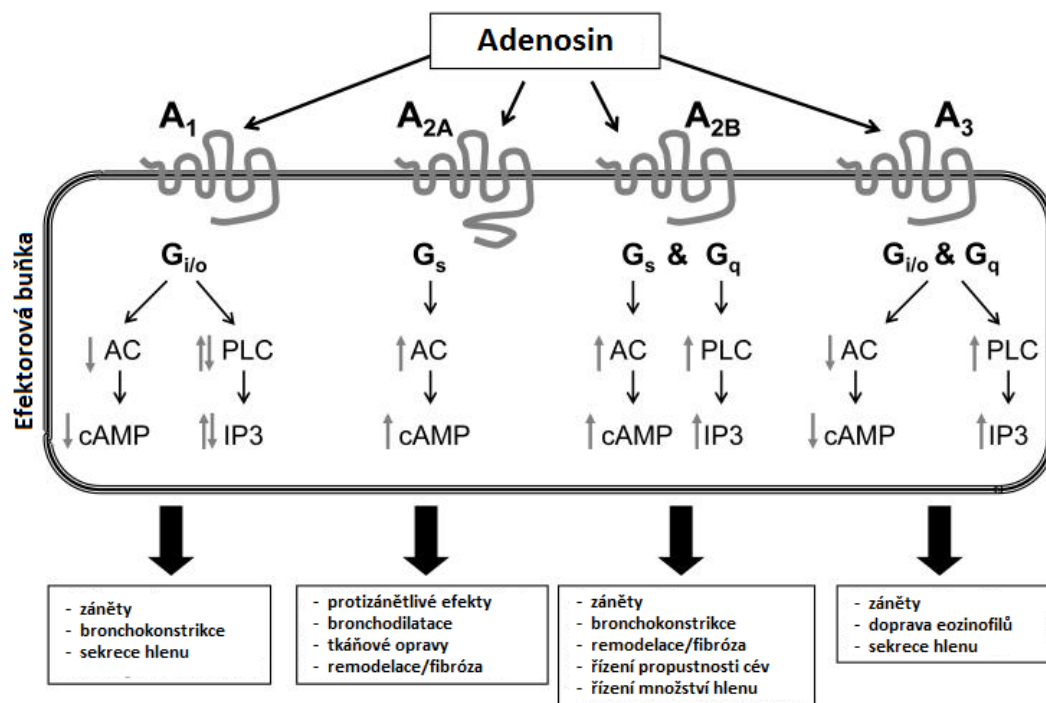 Adenosin
A1 A2A A2B A3
Efektorová buňka
Gi/o Gs Gs & Gq Gi/o & Gq
↓ AC ↑↓ PLC ↑ AC ↑ AC ↑ PLC ↓ AC ↑ PLC
↓ cAMP ↑↓ IP3 ↑ cAMP ↑ cAMP ↑ IP3 ↓ cAMP ↑ IP3
- záněty
- bronchokonstrikce
- sekrece hlenu
- protizánětlivé efekty
- bronchodilatace
- tkáňové opravy
- remodelace/fibróza
- záněty
- bronchokonstrikce
- remodelace/fibróza
- řízení propustnosti cév
- řízení množství hlenu
- záněty
- doprava eozinofilů
- sekrece hlenu